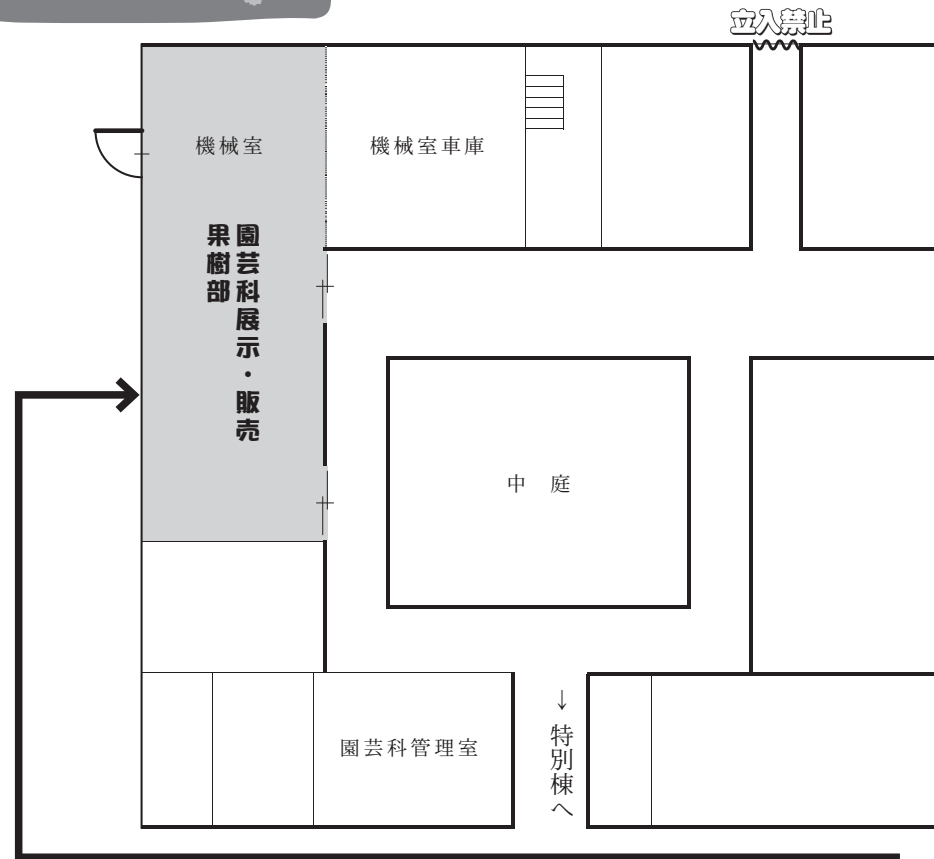 立入禁止
機械室
機械室車庫
園芸科展示・販売
果樹部
中庭
園芸科管理室
↓特別棟へ